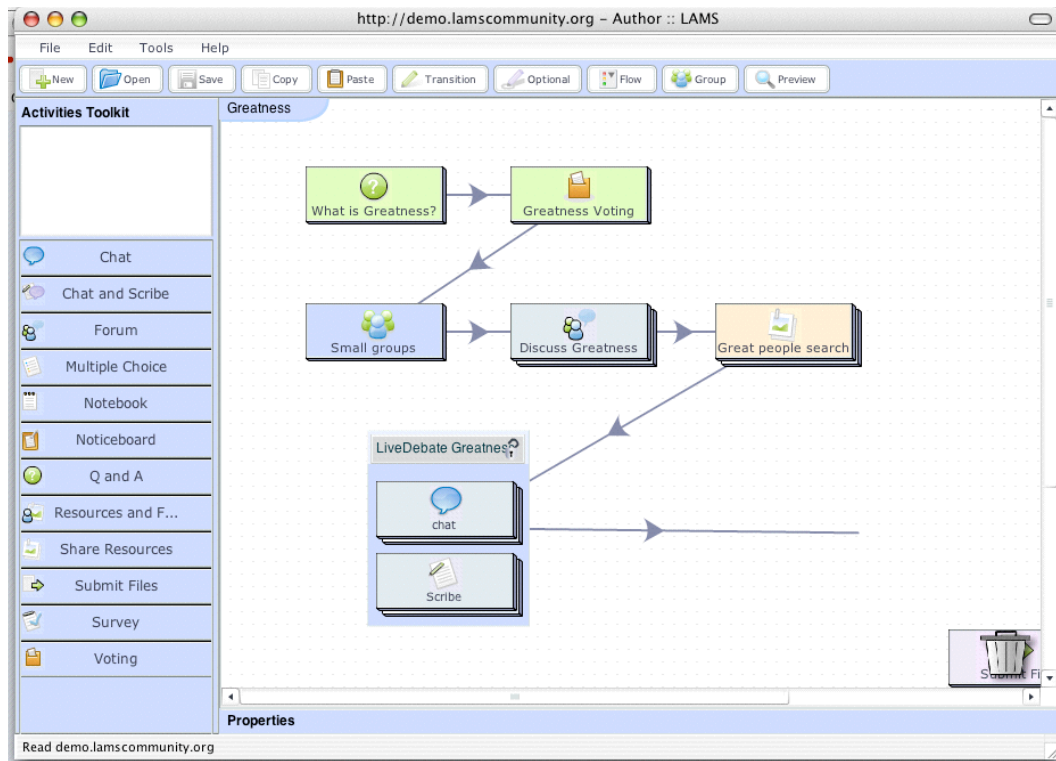 http://demo.lamscommunity.org – Author :: LAMS
File Edit Tools Help
New Open Save Copy Paste Transition Optional Flow Group Preview
Activities Toolkit
Greatness
What is Greatness?
Greatness Voting
Small groups
Discuss Greatness
Great people search
LiveDebate Greatnes
chat
Scribe
Chat
Chat and Scribe
Forum
Multiple Choice
Notebook
Noticeboard
Q and A
Resources and F...
Share Resources
Submit Files
Survey
Voting
Properties
Read demo.lamscommunity.org